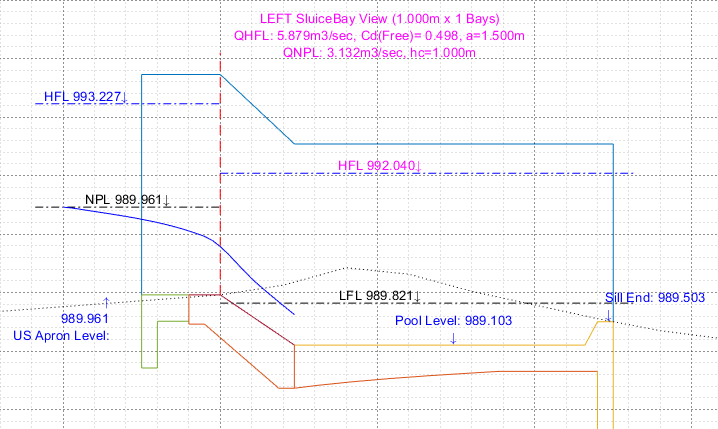 LEFT SluiceBay View (1.000m x 1 Bays)
QHFL: 5.879m3/sec, Cd(Free)= 0.498, a=1.500m
QNPL: 3.132m3/sec, hc=1.000m
HFL 993.227↓
HFL 992.040↓
NPL 989.961↓
LFL 989.821↓
Sill End: 989.503
↓
↑
989.961
US Apron Level:
Pool Level: 989.103
↓